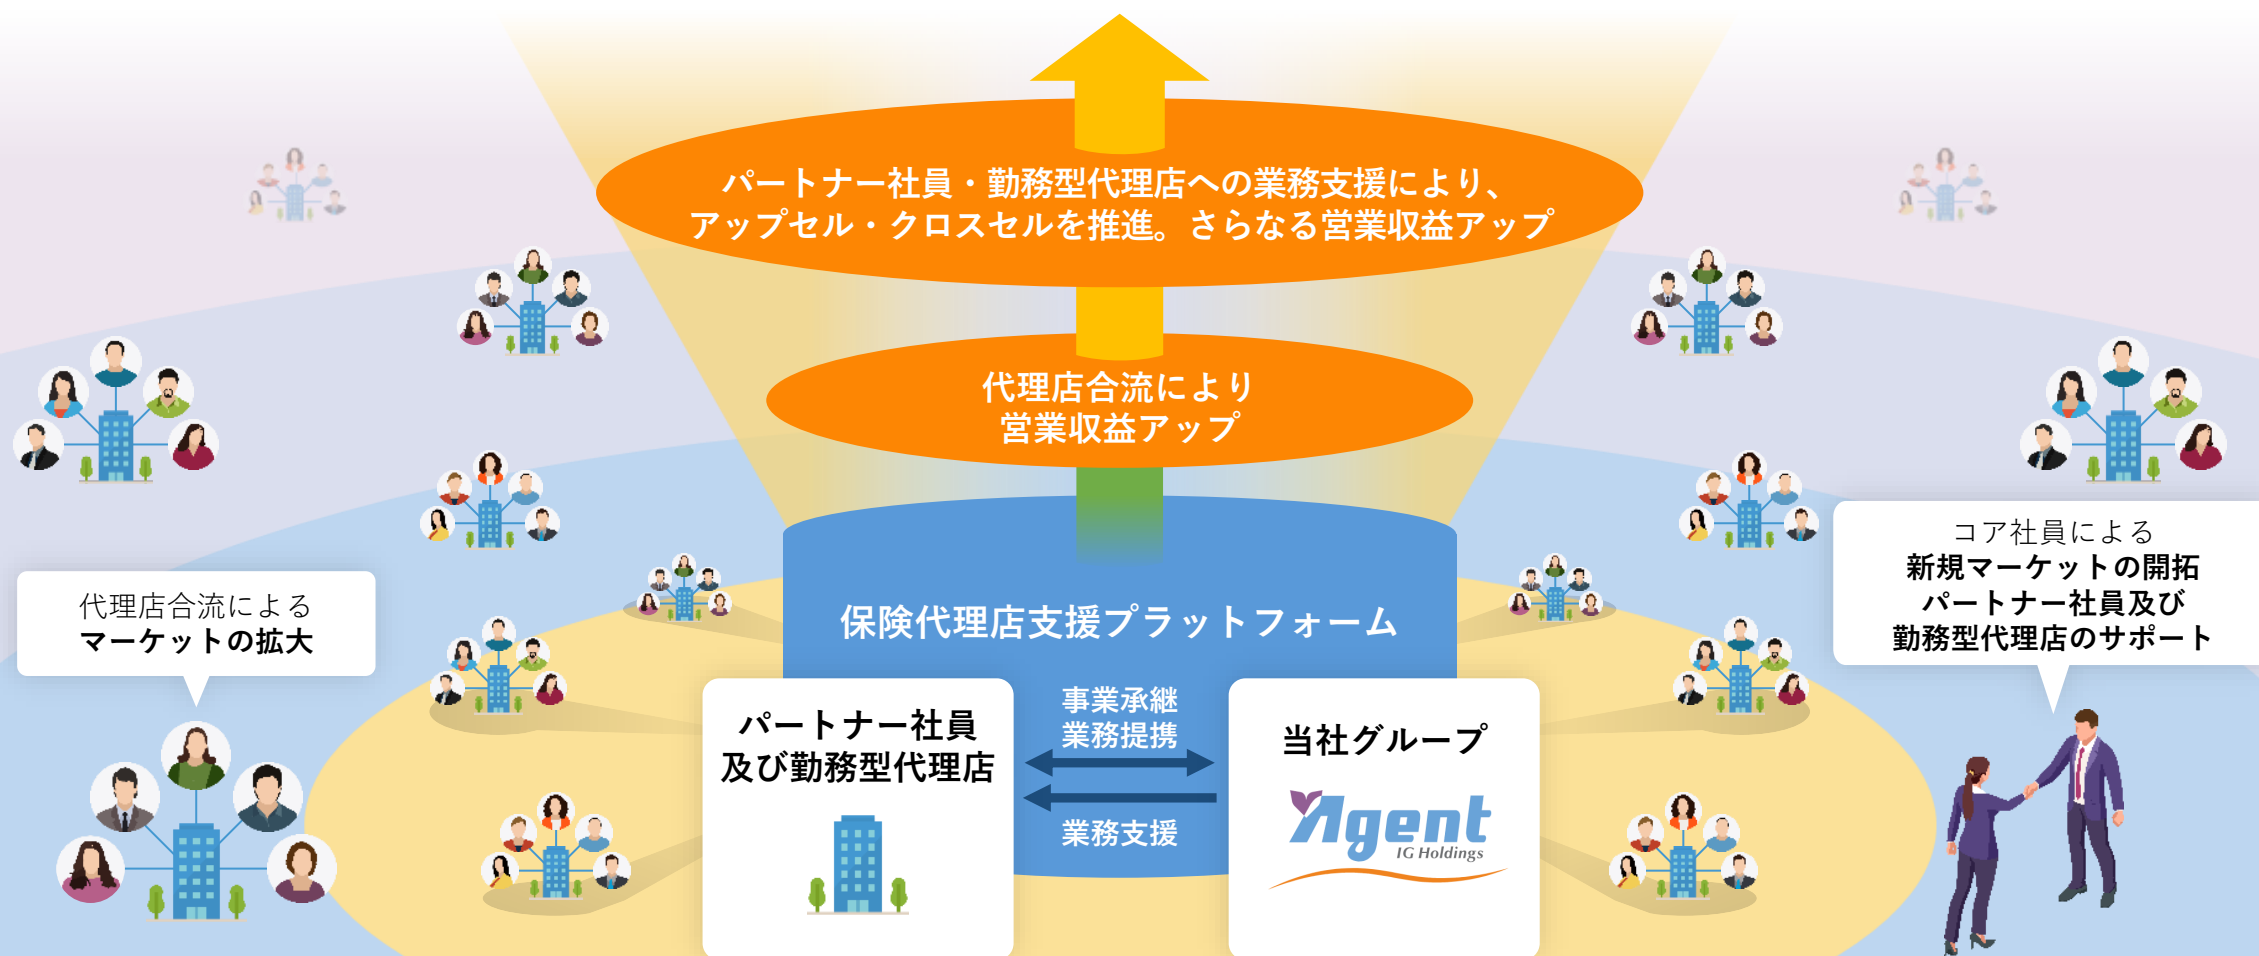 パートナー社員・勤務型代理店への業務支援により、
アップセル・クロスセルを推進。さらなる営業収益アップ
代理店合流により
営業収益アップ
代理店合流による
マーケットの拡大
コア社員による
新規マーケットの開拓
パートナー社員及び
勤務型代理店のサポート
保険代理店支援プラットフォーム
パートナー社員
及び勤務型代理店
事業承継
業務提携
業務支援
当社グループ
Agent
IG Holdings